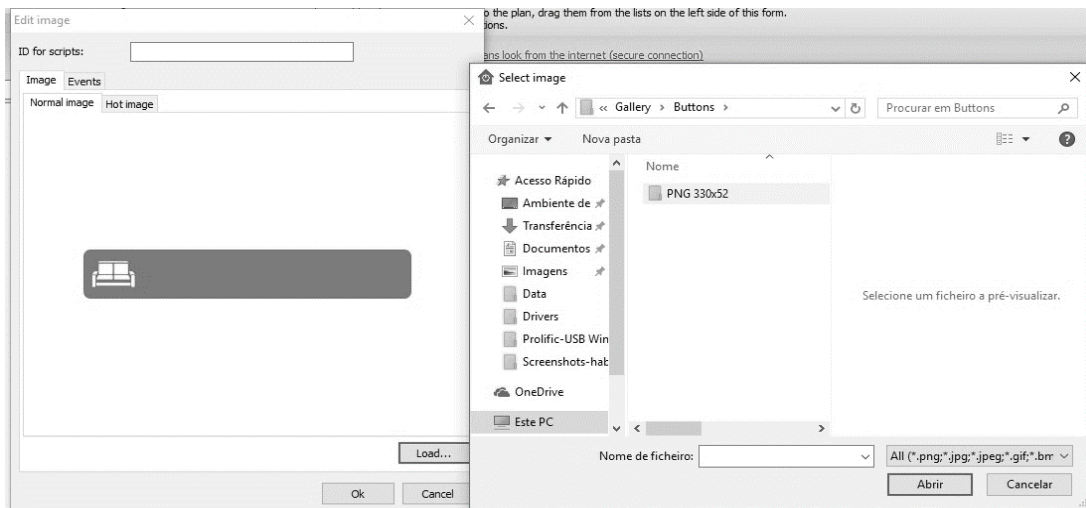 o the plan, drag them from the lists on the left side of this form.
ions.
ans look from the internet (secure connection)
Edit image
ID for scripts:
Image Events
Normal image Hot image
Load...
Ok Cancel
Select image
« Gallery > Buttons >
Procurar em Buttons
Organizar Nova pasta
Nome
Acesso Rápido
Ambiente de
Transferência
Documentos
Imagens
Data
Drivers
Prolific-USB Win
Screenshots-hab
OneDrive
Este PC
PNG 330x52
Selecione um ficheiro a pré-visualizar.
Nome de ficheiro:
All (*.png;*.jpg;*.jpeg;*.gif;*.bm
Abrir Cancelar